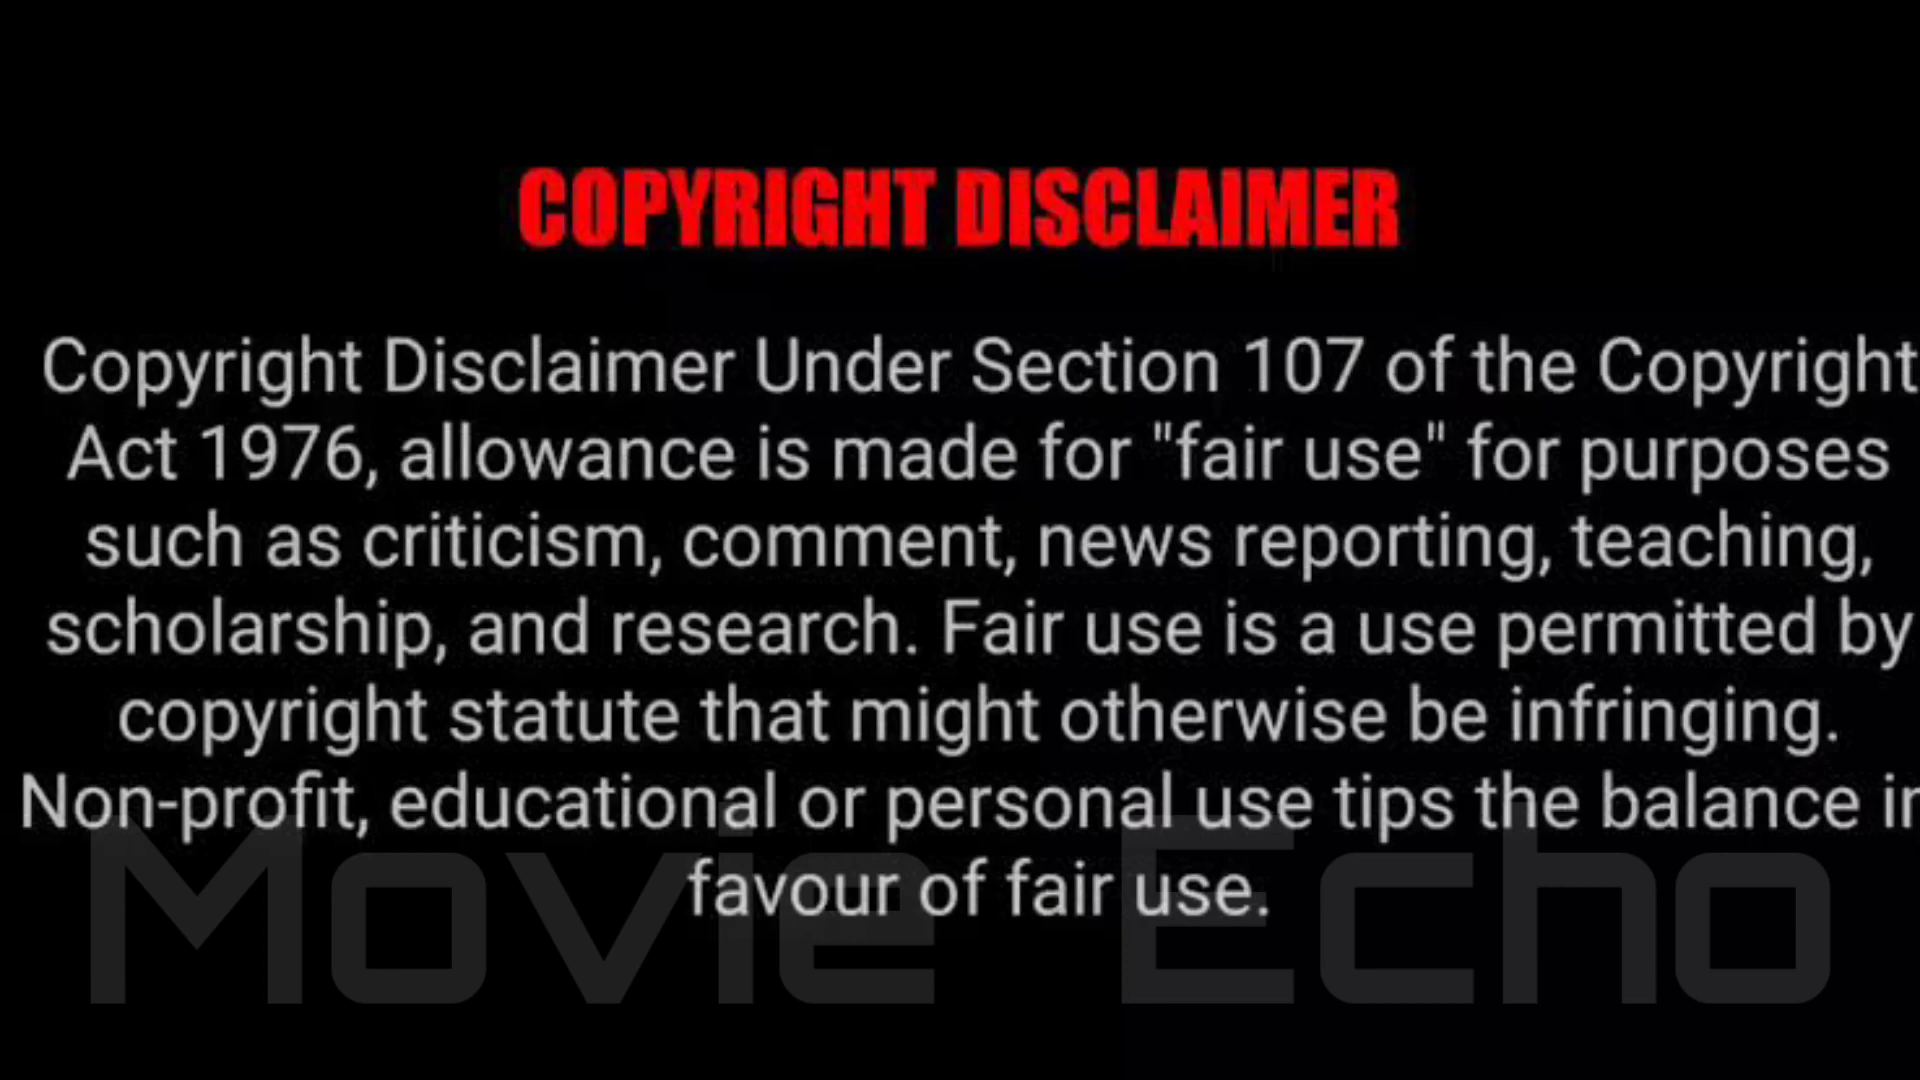 COPYRIGHT DISCLAIMER
Copyright Disclaimer Under Section 107 of the Copyright
Act 1976, allowance is made for "fair use" for purposes
such as criticism, comment, news reporting, teaching,
scholarship, and research. Fair use is a use permitted by
copyright statute that might otherwise be infringing.
Non-profit, educational or personal use tips the balance in
favour of fair use.
Movie Echo